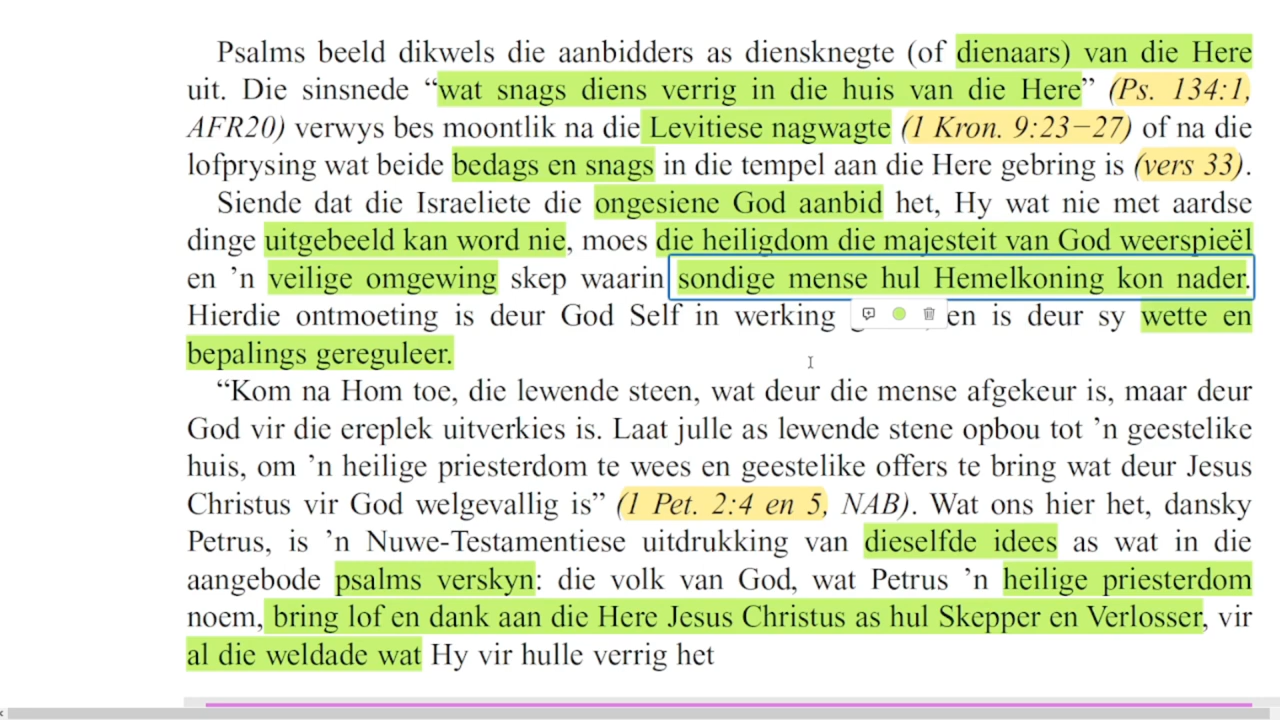 Psalms beeld dikwels die aanbidders as diensknegte (of dienaars) van die Here
uit. Die sinsnede “wat snags diens verrig in die huis van die Here” (Ps. 134:1,
AFR20) verwys bes moontlik na die Levitiese nagwagte (1 Kron. 9:23–27) of na die
lofprysing wat beide bedags en snags in die tempel aan die Here gebring is (vers 33).
Siende dat die Israeliete die ongesiene God aanbid het, Hy wat nie met aardse
dinge uitgebeeld kan word nie, moes die heiligdom die majesteit van God weerspieël
en ’n veilige omgewing skep waarin sondige mense hul Hemelkoning kon nader.
Hierdie ontmoeting is deur God Self in werking en is deur sy wette en
bepalings gereguleer.
“Kom na Hom toe, die lewende steen, wat deur die mense afgekeur is, maar deur
God vir die ereplek uitverkies is. Laat julle as lewende stene opbou tot ’n geestelike
huis, om ’n heilige priesterdom te wees en geestelike offers te bring wat deur Jesus
Christus vir God welgevallig is” (1 Pet. 2:4 en 5, NAB). Wat ons hier het, dansky
Petrus, is ’n Nuwe-Testamentiese uitdrukking van dieselfde idees as wat in die
aangebode psalms verskyn: die volk van God, wat Petrus ’n heilige priesterdom
noem, bring lof en dank aan die Here Jesus Christus as hul Skepper en Verlosser, vir
al die weldade wat Hy vir hulle verrig het